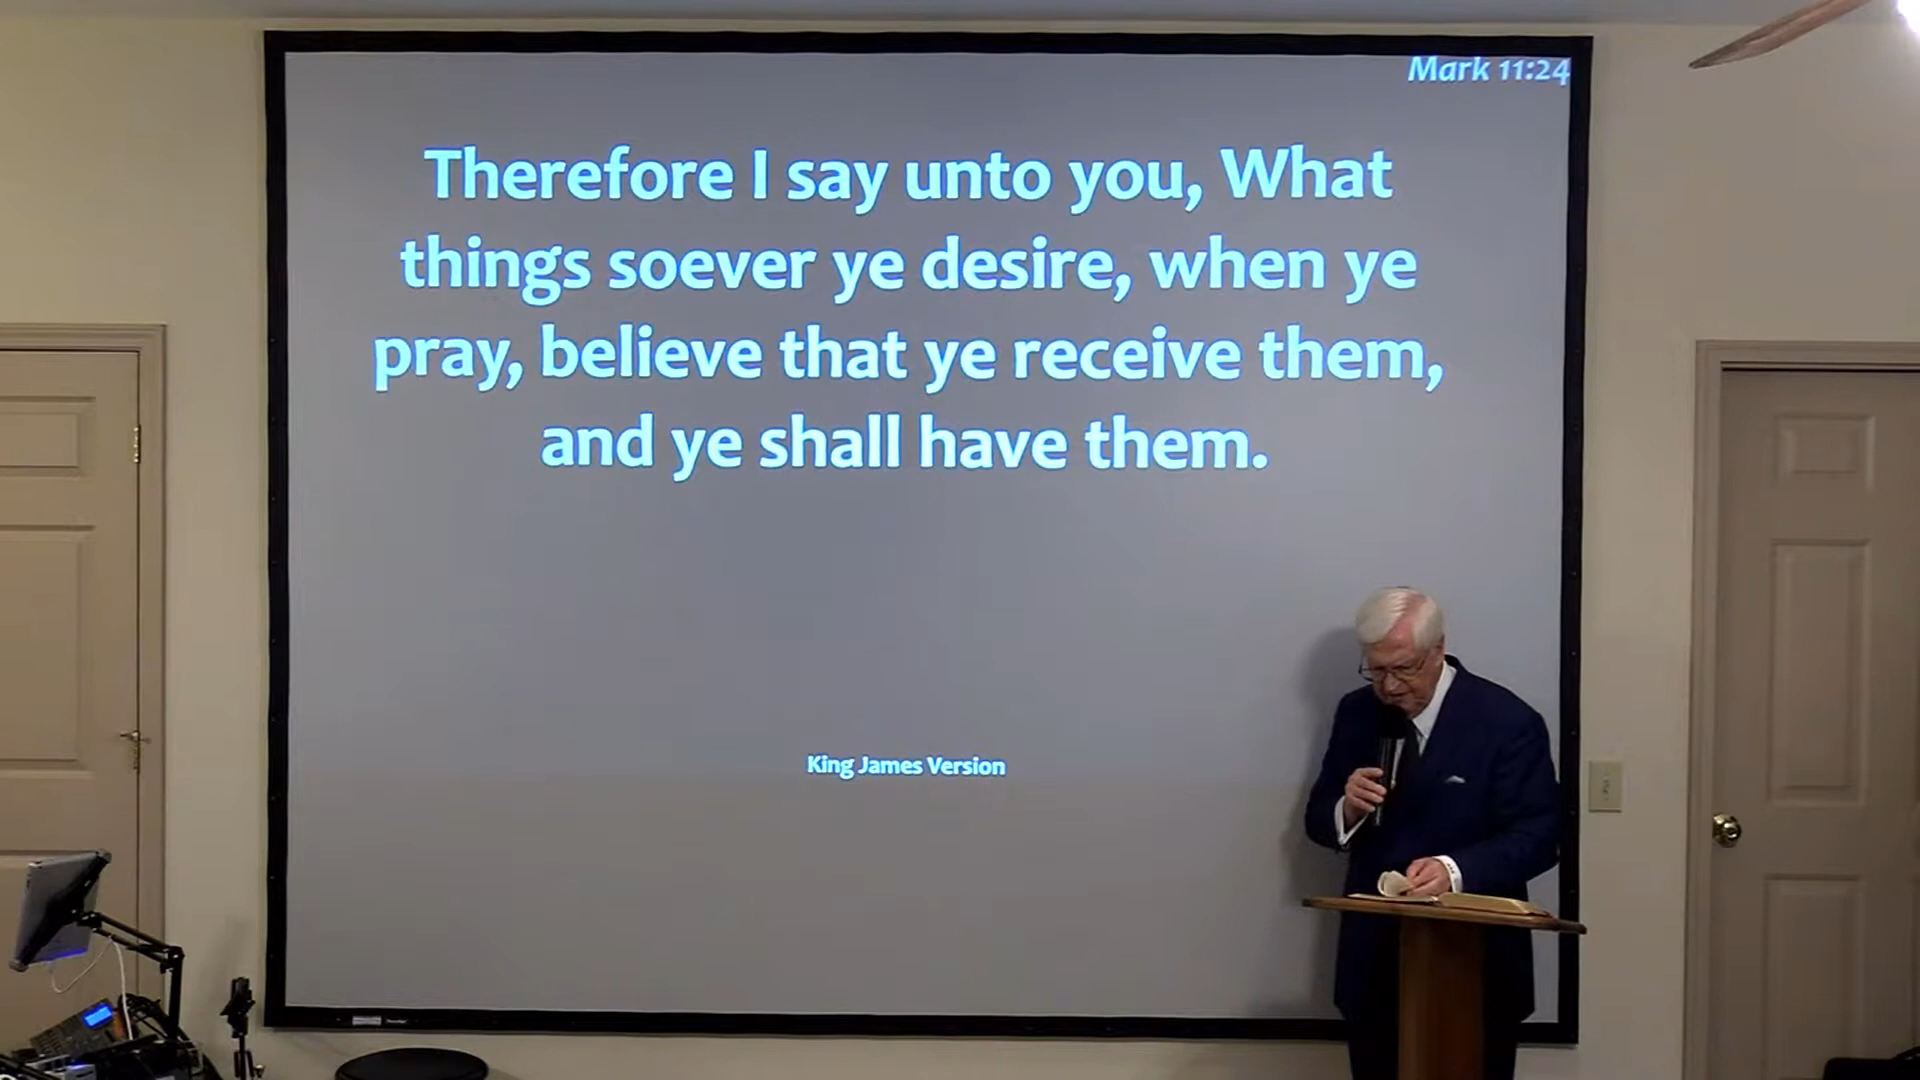 Mark 11:24
Therefore I say unto you, What
things soever ye desire, when ye
pray, believe that ye receive them,
and ye shall have them.
King James Version